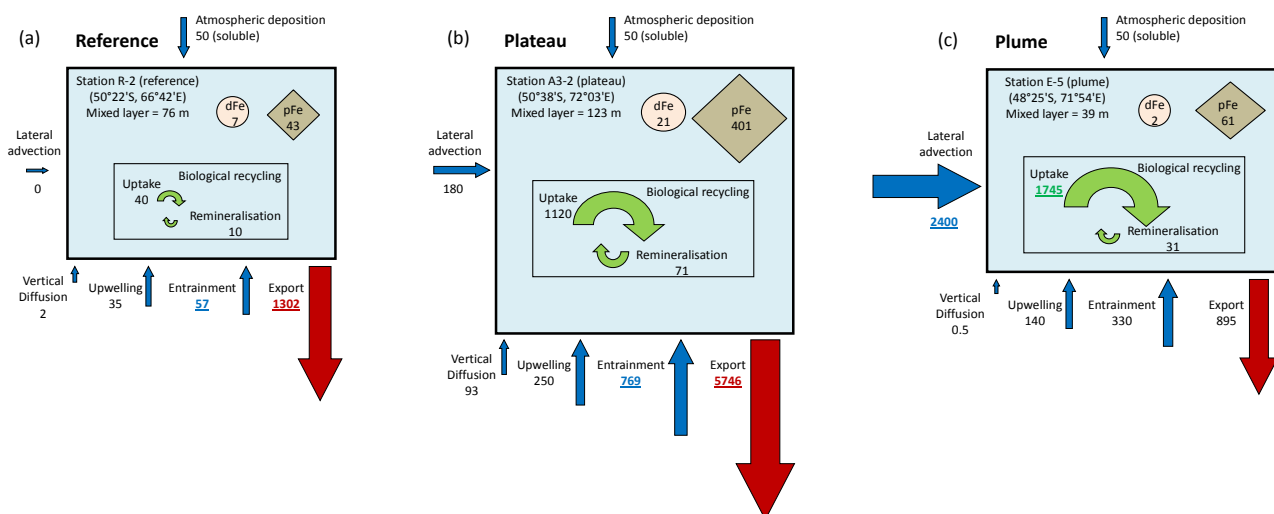 (a)
Reference
Atmospheric deposition
50 (soluble)
Station R-2 (reference)
(50°22'S, 66°42'E)
Mixed layer = 76 m
dFe
7
pFe
43
Lateral
advection
0
Biological recycling
Uptake
40
Remineralisation
10
Vertical
Diffusion
2
Upwelling
35
Entrainment
57
Export
1302
(b)
Plateau
Atmospheric deposition
50 (soluble)
Station A3-2 (plateau)
(50°38'S, 72°03'E)
Mixed layer = 123 m
dFe
21
pFe
401
Lateral
advection
180
Biological recycling
Uptake
1120
Remineralisation
71
Vertical
Diffusion
93
Upwelling
250
Entrainment
769
Export
5746
(c)
Plume
Atmospheric deposition
50 (soluble)
Station E-5 (plume)
(48°25'S, 71°54'E)
Mixed layer = 39 m
dFe
2
pFe
61
Lateral
advection
2400
Biological recycling
Uptake
1745
Remineralisation
31
Vertical
Diffusion
0.5
Upwelling
140
Entrainment
330
Export
895